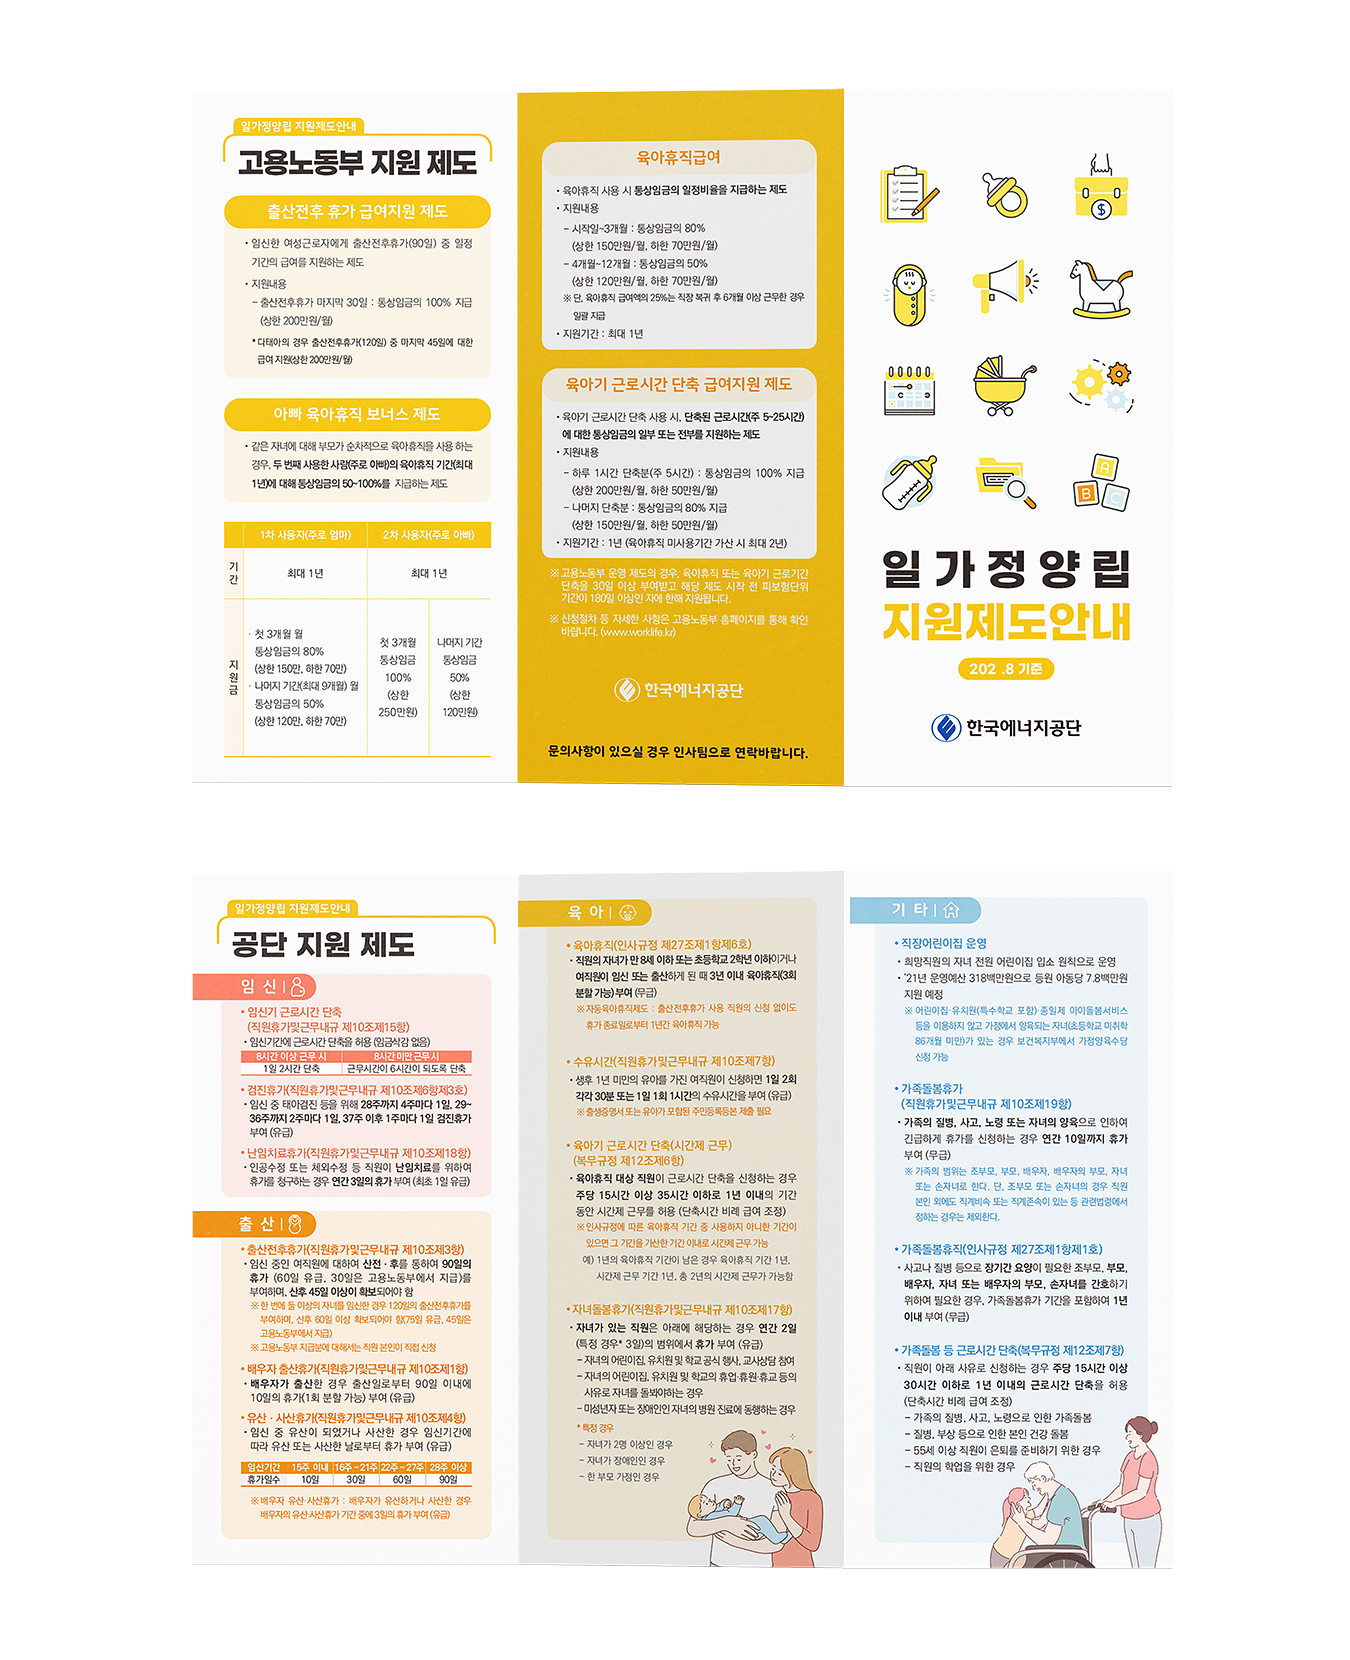 일가정양립 지원제도안내
고용노동부 지원 제도
출산전후 휴가 급여지원 제도
• 임신한 여성근로자에게 출산전후휴가(90일) 중 일정
기간의 급여를 지원하는 제도
• 지원내용
– 출산전후휴가 마지막 30일 : 통상임금의 100% 지급
(상한 200만원/월)
* 다태아의 경우 출산전후휴가(120일) 중 마지막 45일에 대한
급여 지원(상한 200만원/월)
아빠 육아휴직 보너스 제도
• 같은 자녀에 대해 부모가 순차적으로 육아휴직을 사용 하는
경우, 두 번째 사용한 사람(주로 아빠)의 육아휴직 기간(최대
1년)에 대해 통상임금의 50~100%를 지급하는 제도
1차 사용자(주로 엄마) 2차 사용자(주로 아빠)
기간 최대 1년 최대 1년
지원금
· 첫 3개월 월
통상임금의 80%
(상한 150만, 하한 70만)
· 나머지 기간(최대 9개월) 월
통상임금의 50%
(상한 120만, 하한 70만)
첫 3개월
통상임금
100%
(상한
250만원)
나머지 기간
통상임금
50%
(상한
120만원)
육아휴직급여
• 육아휴직 사용 시 통상임금의 일정비율을 지급하는 제도
• 지원내용
– 시작일~3개월 : 통상임금의 80%
(상한 150만원/월, 하한 70만원/월)
– 4개월~12개월 : 통상임금의 50%
(상한 120만원/월, 하한 70만원/월)
※ 단, 육아휴직 급여액의 25%는 직장 복귀 후 6개월 이상 근무한 경우
일괄 지급
• 지원기간 : 최대 1년
육아기 근로시간 단축 급여지원 제도
• 육아기 근로시간 단축 사용 시, 단축된 근로시간(주 5~25시간)
에 대한 통상임금의 일부 또는 전부를 지원하는 제도
• 지원내용
– 하루 1시간 단축분(주 5시간) : 통상임금의 100% 지급
(상한 200만원/월, 하한 50만원/월)
– 나머지 단축분 : 통상임금의 80% 지급
(상한 150만원/월, 하한 50만원/월)
• 지원기간 : 1년 (육아휴직 미사용기간 가산 시 최대 2년)
※ 고용노동부 운영 제도의 경우, 육아휴직 또는 육아기 근로기간
단축을 30일 이상 부여받고 해당 제도 시작 전 피보험단위
기간이 180일 이상인 자에 한해 지원됩니다.
※ 신청절차 등 자세한 사항은 고용노동부 홈페이지를 통해 확인
바랍니다. (www.worklife.kr)
한국에너지공단
문의사항이 있으실 경우 인사팀으로 연락바랍니다.
$
A
B
C
일가정양립
지원제도안내
202 .8 기준
한국에너지공단
일가정양립 지원제도안내
공단 지원 제도
임 신
• 임신기 근로시간 단축
(직원휴가및근무내규 제10조제15항)
• 임신기간에 근로시간 단축을 허용 (임금삭감 없음)
8시간 이상 근무 시 8시간 미만 근무 시
1일 2시간 단축 근무시간이 6시간이 되도록 단축
• 검진휴가(직원휴가및근무내규 제10조제6항제3호)
• 임신 중 태아검진 등을 위해 28주까지 4주마다 1일, 29~
36주까지 2주마다 1일, 37주 이후 1주마다 1일 검진휴가
부여 (유급)
• 난임치료휴가(직원휴가및근무내규 제10조제18항)
• 인공수정 또는 체외수정 등 직원이 난임치료를 위하여
휴가를 청구하는 경우 연간 3일의 휴가 부여 (최초 1일 유급)
출 산
• 출산전후휴가(직원휴가및근무내규 제10조제3항)
• 임신 중인 여직원에 대하여 산전 · 후를 통하여 90일의
휴가 (60일 유급, 30일은 고용노동부에서 지급)를
부여하며, 산후 45일 이상이 확보되어야 함
※ 한 번에 둘 이상의 자녀를 임신한 경우 120일의 출산전후휴가를
부여하며, 산후 60일 이상 확보되어야 함(75일 유급, 45일은
고용노동부에서 지급)
※ 고용노동부 지급분에 대해서는 직원 본인이 직접 신청
• 배우자 출산휴가(직원휴가및근무내규 제10조제1항)
• 배우자가 출산한 경우 출산일로부터 90일 이내에
10일의 휴가(1회 분할 가능) 부여 (유급)
• 유산 · 사산휴가(직원휴가및근무내규 제10조제4항)
• 임신 중 유산이 되었거나 사산한 경우 임신기간에
따라 유산 또는 사산한 날로부터 휴가 부여 (유급)
임신기간 15주 이내 16주~21주 22주~27주 28주 이상
휴가일수 10일 30일 60일 90일
※ 배우자 유산·사산휴가 : 배우자가 유산하거나 사산한 경우
배우자의 유산·사산휴가 기간 중에 3일의 휴가 부여 (유급)
육 아
• 육아휴직(인사규정 제27조제1항제6호)
• 직원의 자녀가 만 8세 이하 또는 초등학교 2학년 이하이거나
여직원이 임신 또는 출산하게 된 때 3년 이내 육아휴직(3회
분할 가능) 부여 (무급)
※ 자동육아휴직제도 : 출산전후휴가 사용 직원의 신청 없이도
휴가 종료일로부터 1년간 육아휴직 가능
• 수유시간(직원휴가및근무내규 제10조제7항)
• 생후 1년 미만의 유아를 가진 여직원이 신청하면 1일 2회
각각 30분 또는 1일 1회 1시간의 수유시간을 부여 (유급)
※ 출생증명서 또는 유아가 포함된 주민등록등본 제출 필요
• 육아기 근로시간 단축(시간제 근무)
(복무규정 제12조제6항)
• 육아휴직 대상 직원이 근로시간 단축을 신청하는 경우
주당 15시간 이상 35시간 이하로 1년 이내의 기간
동안 시간제 근무를 허용 (단축시간 비례 급여 조정)
※ 인사규정에 따른 육아휴직 기간 중 사용하지 아니한 기간이
있으면 그 기간을 가산한 기간 이내로 시간제 근무 가능
예) 1년의 육아휴직 기간이 남은 경우 육아휴직 기간 1년,
시간제 근무 기간 1년, 총 2년의 시간제 근무가 가능함
• 자녀돌봄휴가(직원휴가및근무내규 제10조제17항)
• 자녀가 있는 직원은 아래에 해당하는 경우 연간 2일
(특정 경우* 3일)의 범위에서 휴가 부여 (유급)
– 자녀의 어린이집, 유치원 및 학교 공식 행사, 교사상담 참여
– 자녀의 어린이집, 유치원 및 학교의 휴업·휴원·휴교 등의
사유로 자녀를 돌봐야하는 경우
– 미성년자 또는 장애인인 자녀의 병원 진료에 동행하는 경우
* 특정 경우
– 자녀가 2명 이상인 경우
– 자녀가 장애인인 경우
– 한 부모 가정인 경우
기 타
• 직장어린이집 운영
• 희망직원의 자녀 전원 어린이집 입소 원칙으로 운영
• '21년 운영예산 318백만원으로 등원 아동당 7.8백만원
지원 예정
※ 어린이집·유치원(특수학교 포함)·종일제 아이돌봄서비스
등을 이용하지 않고 가정에서 양육되는 자녀(초등학교 미취학
86개월 미만)가 있는 경우 보건복지부에서 가정양육수당
신청 가능
• 가족돌봄휴가
(직원휴가및근무내규 제10조제19항)
• 가족의 질병, 사고, 노령 또는 자녀의 양육으로 인하여
긴급하게 휴가를 신청하는 경우 연간 10일까지 휴가
부여 (무급)
※ 가족의 범위는 조부모, 부모, 배우자, 배우자의 부모, 자녀
또는 손자녀로 한다. 단, 조부모 또는 손자녀의 경우 직원
본인 외에도 직계비속 또는 직계존속이 있는 등 관련법령에서
정하는 경우는 제외한다.
• 가족돌봄휴직(인사규정 제27조제1항제1호)
• 사고나 질병 등으로 장기간 요양이 필요한 조부모, 부모,
배우자, 자녀 또는 배우자의 부모, 손자녀를 간호하기
위하여 필요한 경우, 가족돌봄휴가 기간을 포함하여 1년
이내 부여 (무급)
• 가족돌봄 등 근로시간 단축(복무규정 제12조제7항)
• 직원이 아래 사유로 신청하는 경우 주당 15시간 이상
30시간 이하로 1년 이내의 근로시간 단축을 허용
(단축시간 비례 급여 조정)
– 가족의 질병, 사고, 노령으로 인한 가족돌봄
– 질병, 부상 등으로 인한 본인 건강 돌봄
– 55세 이상 직원이 은퇴를 준비하기 위한 경우
– 직원의 학업을 위한 경우